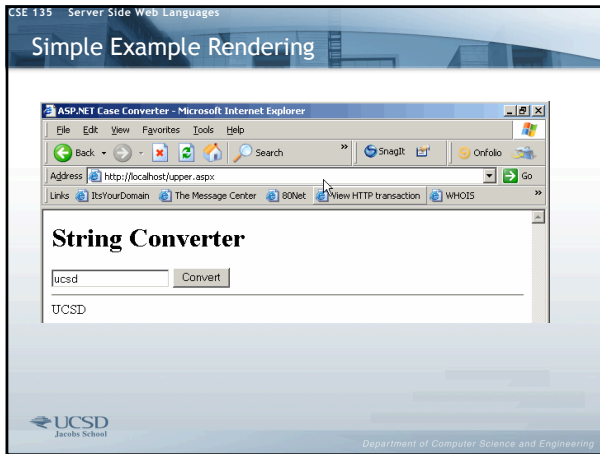 CSE 135 Server Side Web Languages
Simple Example Rendering
ASP.NET Case Converter - Microsoft Internet Explorer
File Edit View Favorites Tools Help
Back Search » SnagIt Onfolio
Address http://localhost/upper.aspx Go
Links ItsYourDomain The Message Center 80Net View HTTP transaction WHOIS »
String Converter
ucsd Convert
UCSD
UCSD
Jacobs School
Department of Computer Science and Engineering